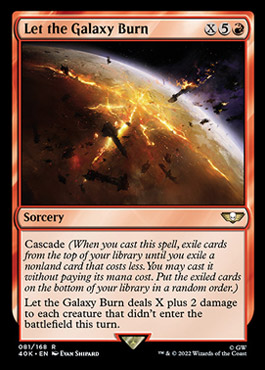 Let the Galaxy Burn X 5
Sorcery
Cascade (When you cast this spell, exile cards
from the top of your library until you exile a
nonland card that costs less. You may cast it
without paying its mana cost. Put the exiled cards
on the bottom of your library in a random order.)
Let the Galaxy Burn deals X plus 2 damage
to each creature that didn't enter the
battlefield this turn.
081/168 R
40K • EN EVAN SHIPARD
© GW
™ & © 2022 Wizards of the Coast